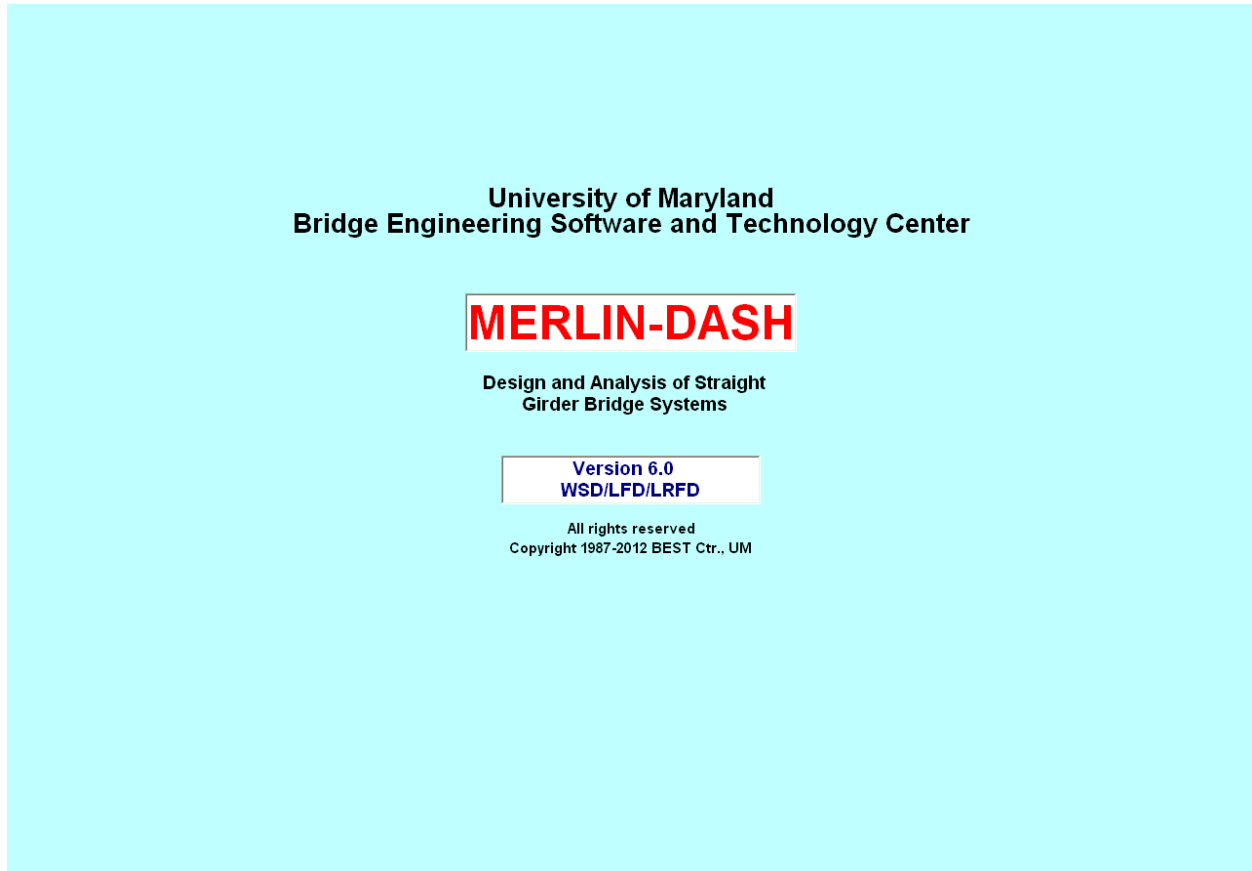 University of Maryland
Bridge Engineering Software and Technology Center
MERLIN-DASH
Design and Analysis of Straight
Girder Bridge Systems
Version 6.0
WSD/LFD/LRFD
All rights reserved
Copyright 1987-2012 BEST Ctr., UM